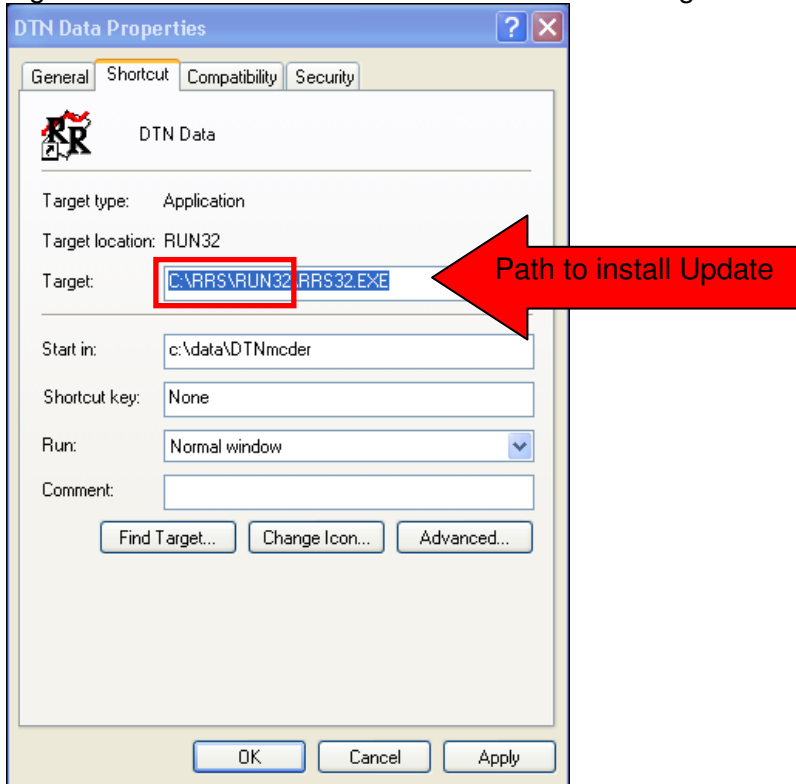 DTN Data Properties
General Shortcut Compatibility Security
RR
DTN Data
Target type: Application
Target location: RUN32
Target: C:\RRS\RUN32\RRS32.EXE
Path to install Update
Start in: c:\data\DTNmcder
Shortcut key: None
Run: Normal window
Comment:
Find Target... Change Icon... Advanced...
OK Cancel Apply